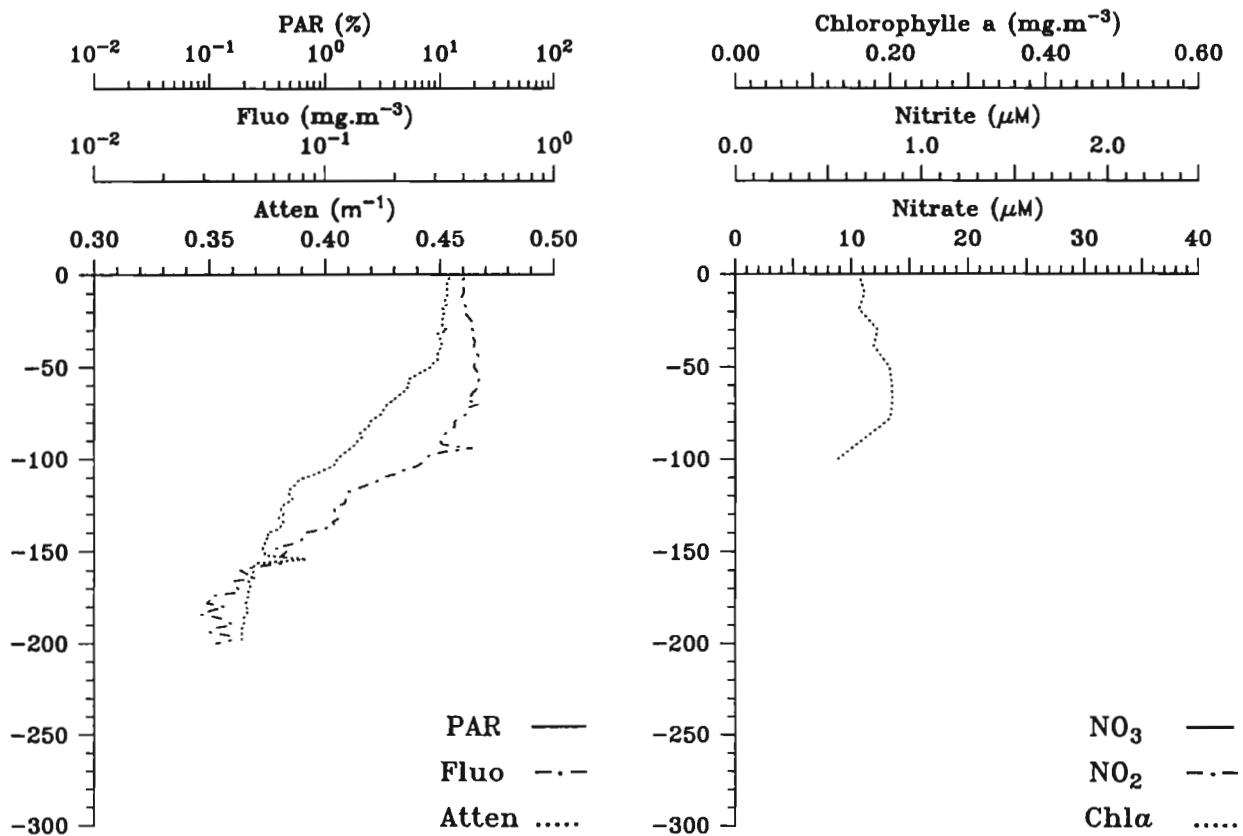 PAR (%)
10⁻² 10⁻¹ 10⁰ 10¹ 10²
Fluo (mg.m⁻³)
10⁻² 10⁻¹ 10⁰
Atten (m⁻¹)
0.30 0.35 0.40 0.45 0.50
0
−50
−100
−150
−200
−250
−300
PAR
Fluo
Atten
Chlorophylle a (mg.m⁻³)
0.00 0.20 0.40 0.60
Nitrite (μM)
0.0 1.0 2.0
Nitrate (μM)
0 10 20 30 40
0
−50
−100
−150
−200
−250
−300
NO₃
NO₂
Chla